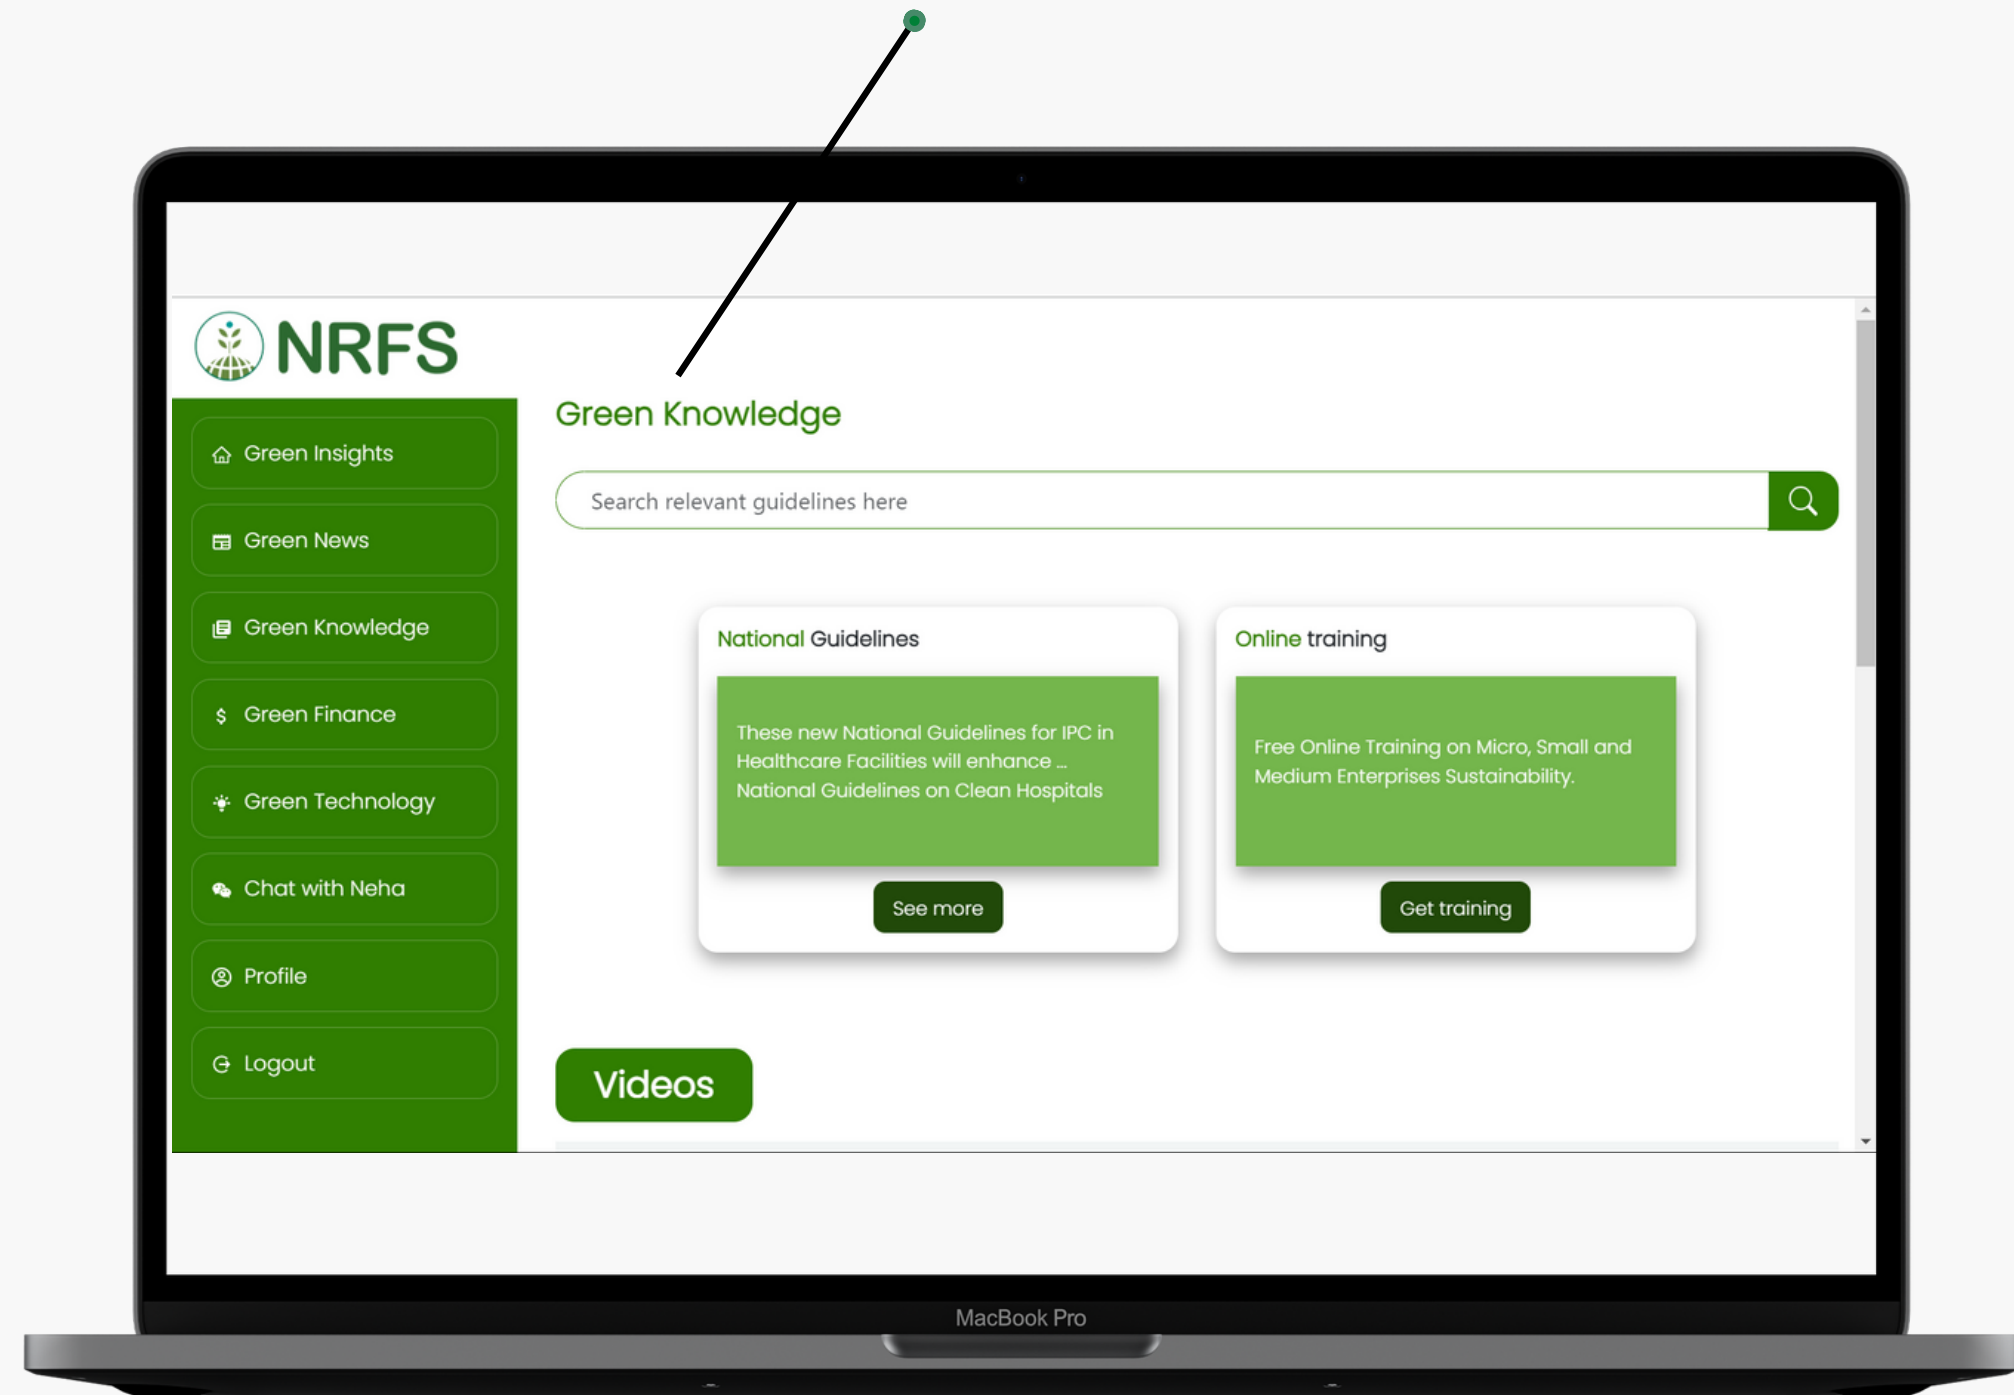 NRFS
Green Insights
Green News
Green Knowledge
Green Finance
Green Technology
Chat with Neha
Profile
Logout
Green Knowledge
Search relevant guidelines here
National Guidelines
These new National Guidelines for IPC in
Healthcare Facilities will enhance ...
National Guidelines on Clean Hospitals
See more
Online training
Free Online Training on Micro, Small and
Medium Enterprises Sustainability.
Get training
Videos
MacBook Pro